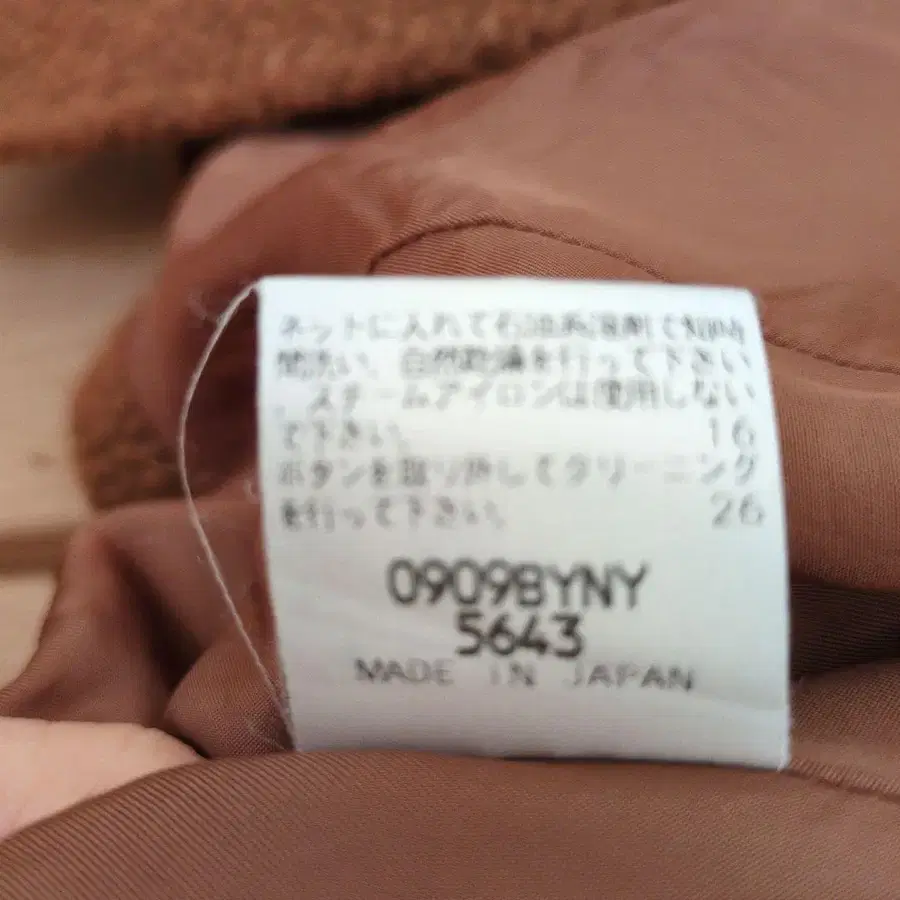 ネットに入れて石油系溶剤で短時
間洗い、自然乾燥を行って下さい
、スチームアイロンは使用しない
で下さい。 16
ボタンを取り外してクリーニング
を行って下さい。 26
09098YNY
5643
MADE IN JAPAN